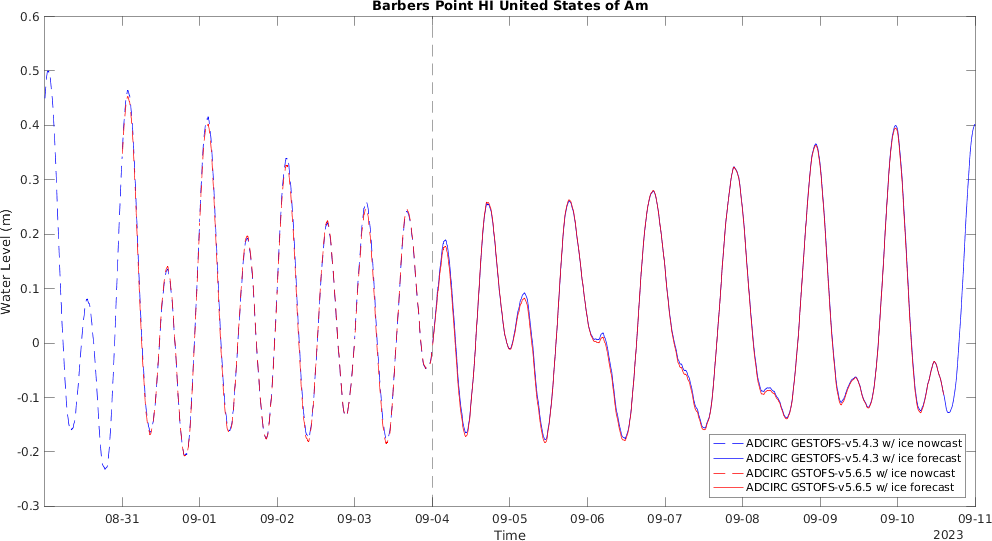 Barbers Point HI United States of Am
Water Level (m)
0.6
0.5
0.4
0.3
0.2
0.1
0
-0.1
-0.2
-0.3
ADCIRC GESTOFS-v5.4.3 w/ ice nowcast
ADCIRC GESTOFS-v5.4.3 w/ ice forecast
ADCIRC GSTOFS-v5.6.5 w/ ice nowcast
ADCIRC GSTOFS-v5.6.5 w/ ice forecast
08-31 09-01 09-02 09-03 09-04 09-05 09-06 09-07 09-08 09-09 09-10 09-11
Time
2023